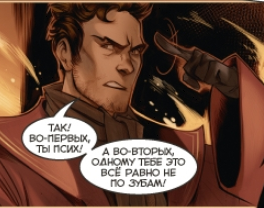 ТАК!
ВО-ПЕРВЫХ,
ТЫ ПСИХ!
А ВО-ВТОРЫХ,
ОДНОМУ ТЕБЕ ЭТО
ВСЁ РАВНО НЕ
ПО ЗУБАМ!